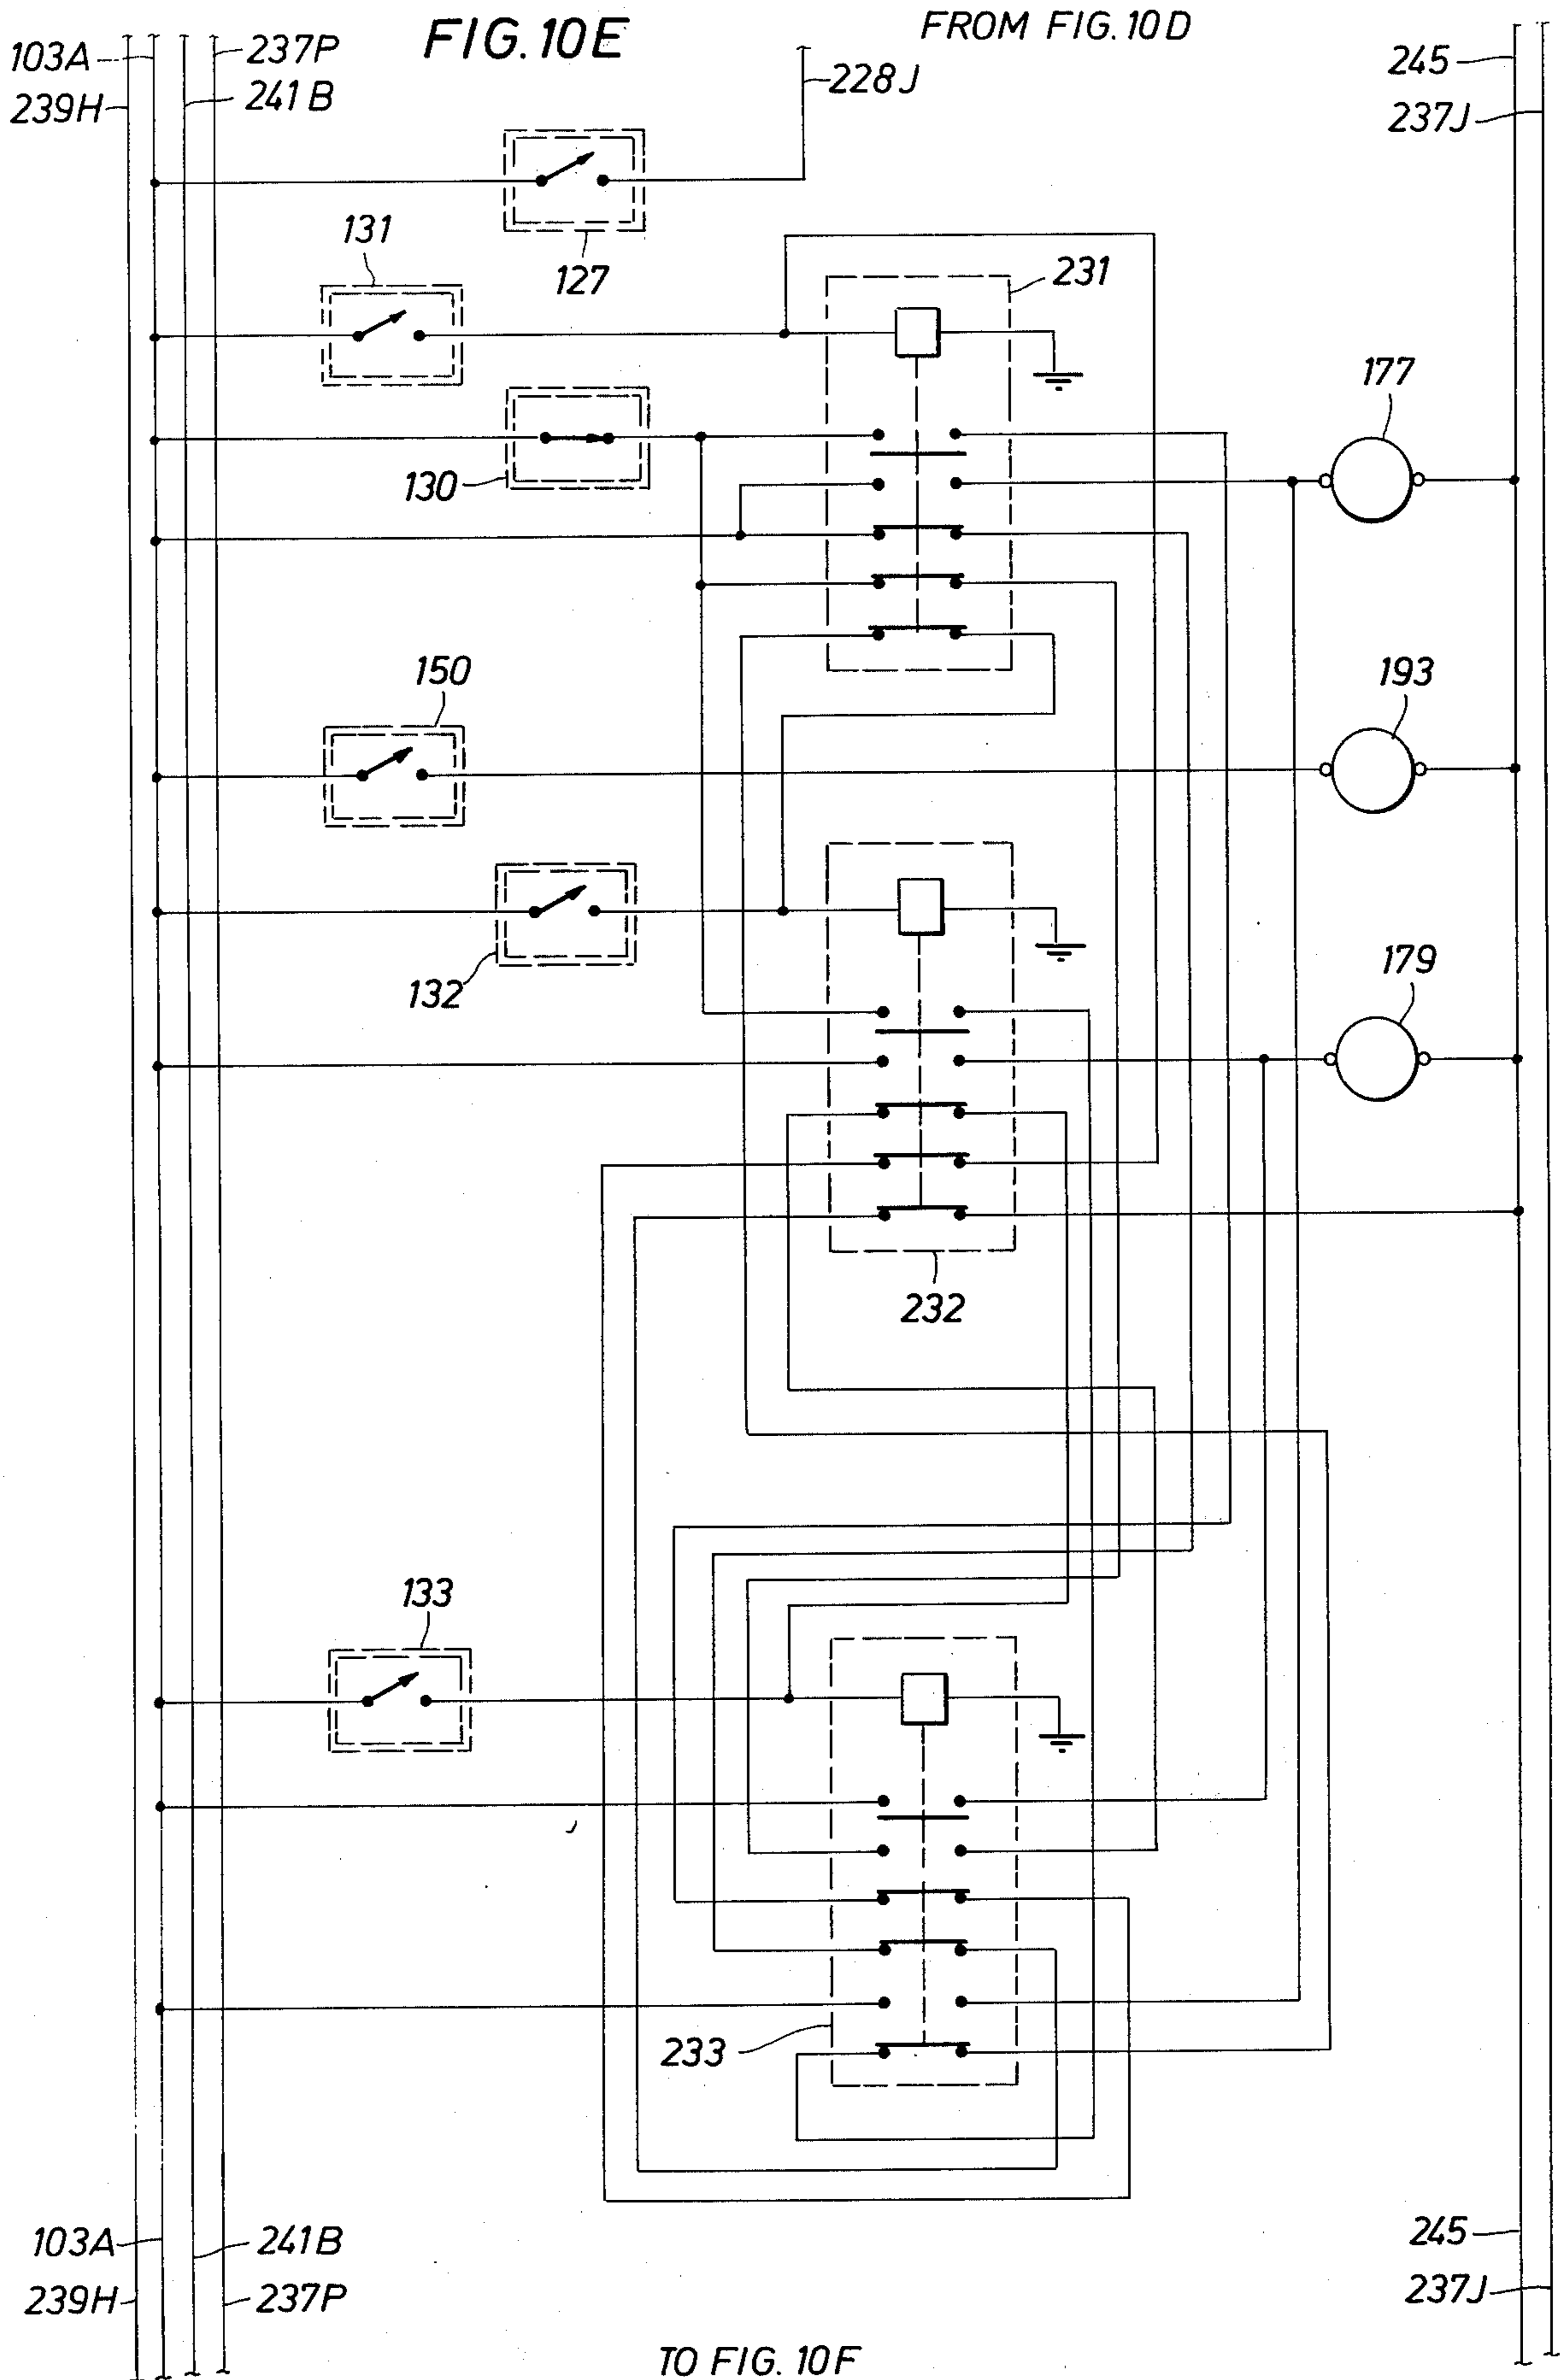 FIG. 10E
FROM FIG. 10D
103A
237P
239H
241B
228J
245
237J
127
131
231
130
177
150
193
132
179
232
133
233
103A
241B
239H
237P
245
237J
TO FIG. 10F